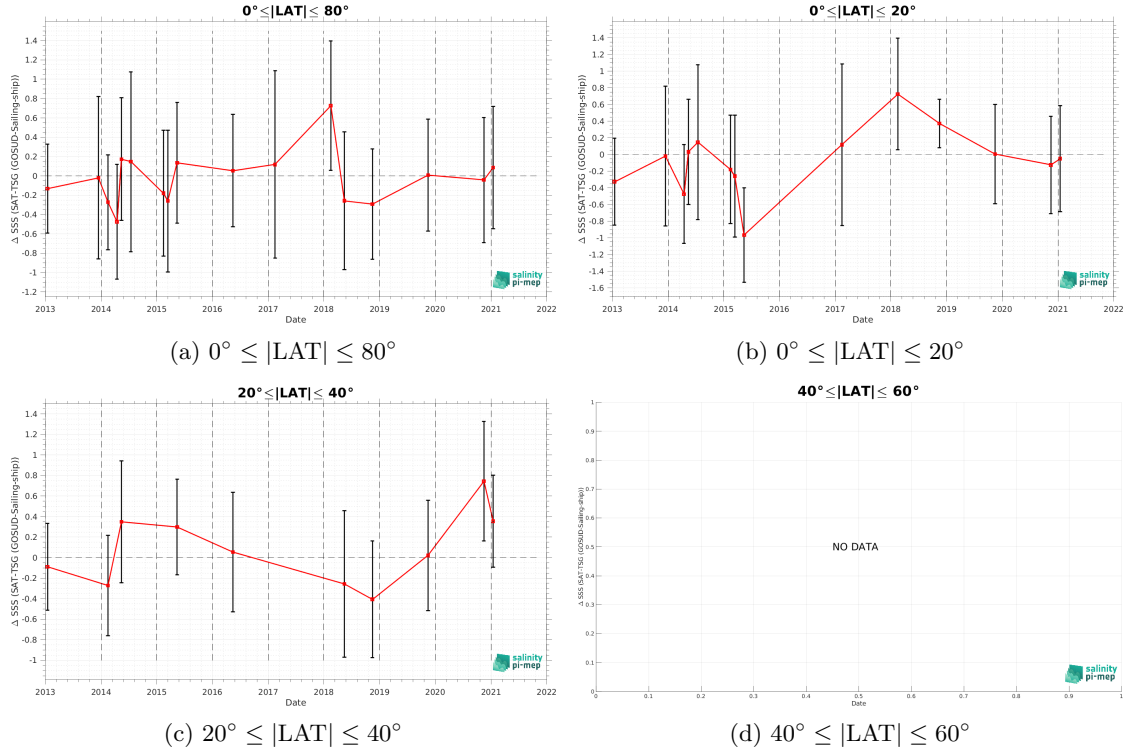 0°≤|LAT|≤ 80°
Δ SSS (SAT-TSG (GOSUD-Sailing-ship))
1.4
1.2
1
0.8
0.6
0.4
0.2
0
-0.2
-0.4
-0.6
-0.8
-1
-1.2
2013 2014 2015 2016 2017 2018 2019 2020 2021 2022
Date
salinity
pi-mep
(a) 0° ≤ |LAT| ≤ 80°
0°≤|LAT|≤ 20°
Δ SSS (SAT-TSG (GOSUD-Sailing-ship))
1.4
1.2
1
0.8
0.6
0.4
0.2
0
-0.2
-0.4
-0.6
-0.8
-1
-1.2
-1.4
-1.6
2013 2014 2015 2016 2017 2018 2019 2020 2021 2022
Date
salinity
pi-mep
(b) 0° ≤ |LAT| ≤ 20°
20°≤|LAT|≤ 40°
Δ SSS (SAT-TSG (GOSUD-Sailing-ship))
1.4
1.2
1
0.8
0.6
0.4
0.2
0
-0.2
-0.4
-0.6
-0.8
-1
2013 2014 2015 2016 2017 2018 2019 2020 2021 2022
Date
salinity
pi-mep
(c) 20° ≤ |LAT| ≤ 40°
40°≤|LAT|≤ 60°
Δ SSS (SAT-TSG (GOSUD-Sailing-ship))
1
0.9
0.8
0.7
0.6
0.5
0.4
0.3
0.2
0.1
0
NO DATA
0 0.1 0.2 0.3 0.4 0.5 0.6 0.7 0.8 0.9 1
Date
salinity
pi-mep
(d) 40° ≤ |LAT| ≤ 60°